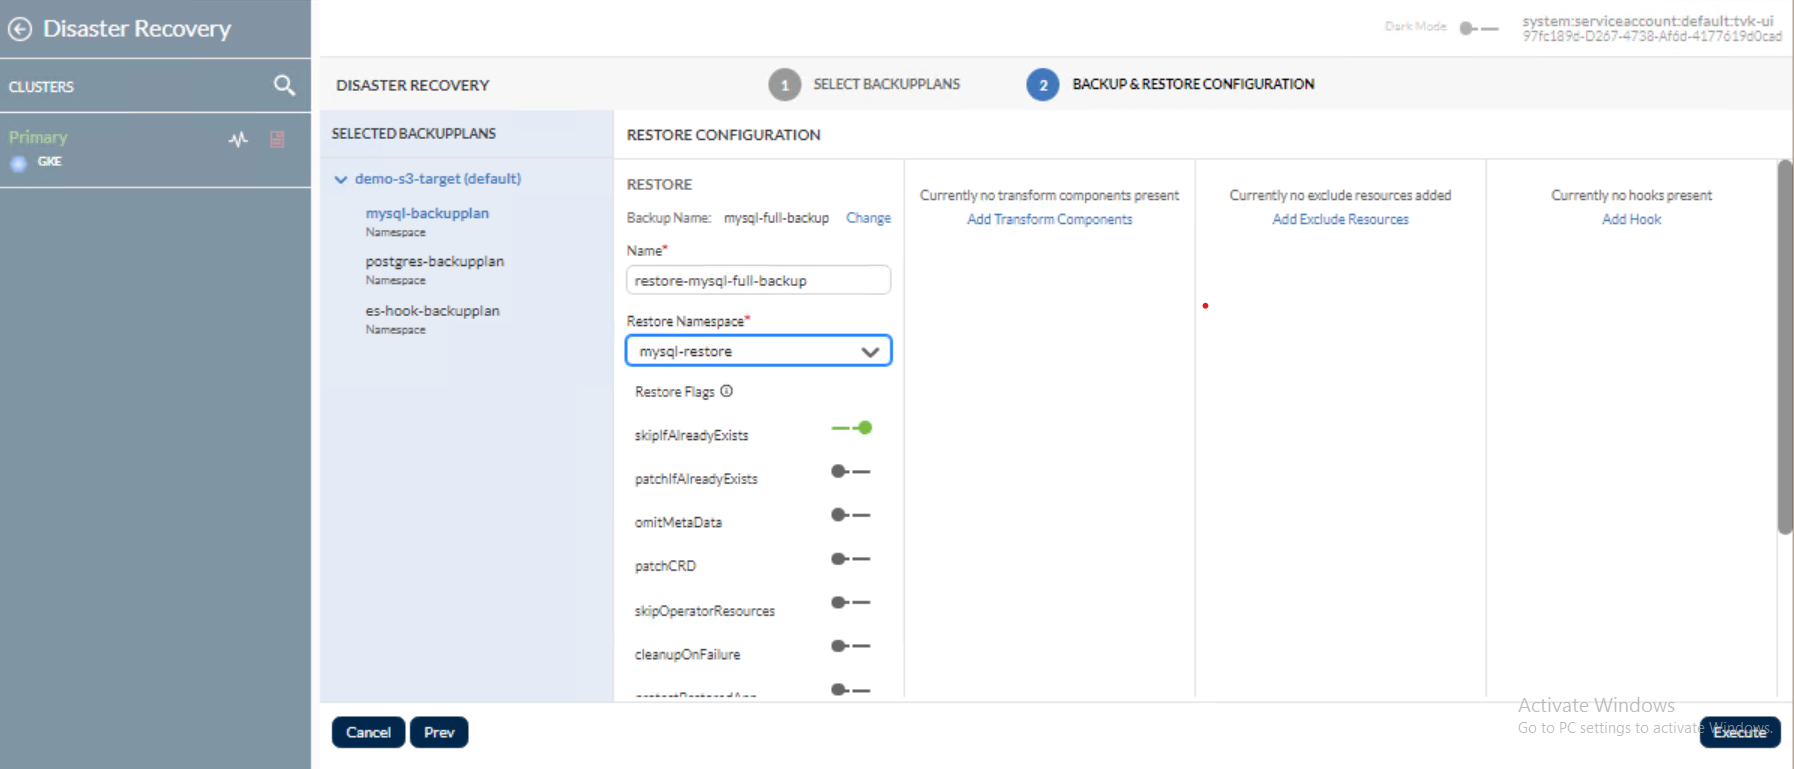 Disaster Recovery
Dark Mode
system:serviceaccount:default:tvk-ui
97fc189d-D267-4738-Af6d-4177619d0cad
CLUSTERS
Primary
GKE
DISASTER RECOVERY
1 SELECT BACKUPPLANS
2 BACKUP & RESTORE CONFIGURATION
SELECTED BACKUPPLANS
demo-s3-target (default)
mysql-backupplan
Namespace
postgres-backupplan
Namespace
es-hook-backupplan
Namespace
RESTORE CONFIGURATION
RESTORE
Backup Name: mysql-full-backup Change
Name*
restore-mysql-full-backup
Restore Namespace*
mysql-restore
Restore Flags
skipIfAlreadyExists
patchIfAlreadyExists
omitMetaData
patchCRD
skipOperatorResources
cleanupOnFailure
Currently no transform components present
Add Transform Components
Currently no exclude resources added
Add Exclude Resources
Currently no hooks present
Add Hook
Cancel
Prev
Activate Windows
Go to PC settings to activate Windows.
Execute